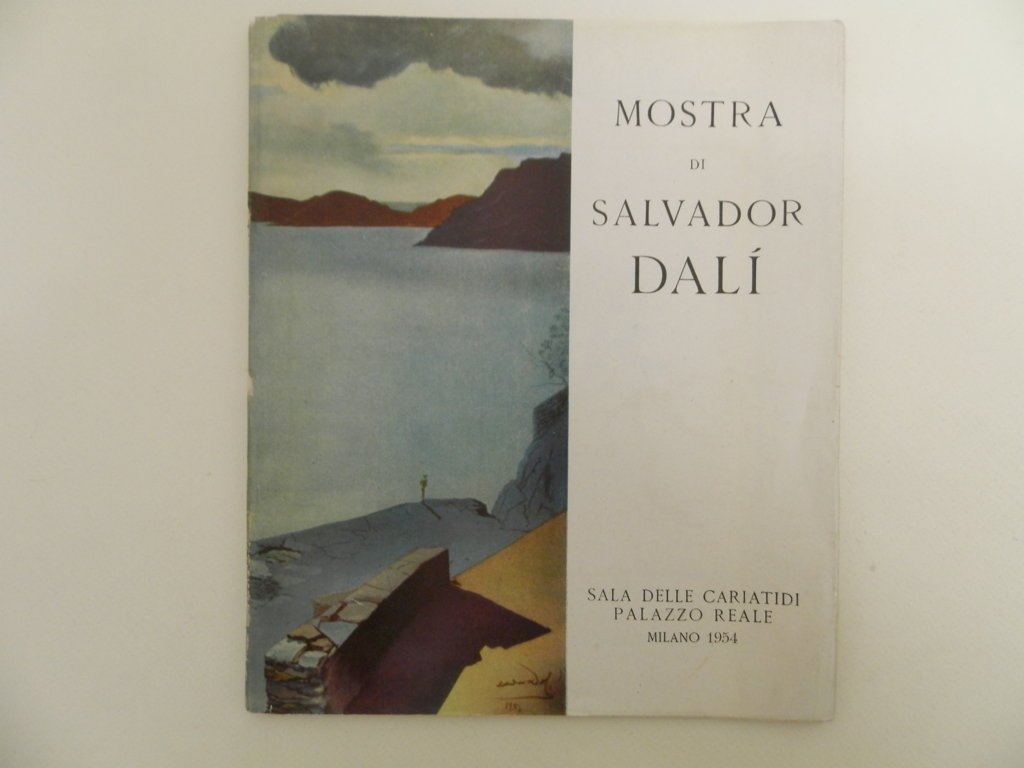 MOSTRA
DI
SALVADOR
DALÍ
SALA DELLE CARIATIDI
PALAZZO REALE
MILANO 1954